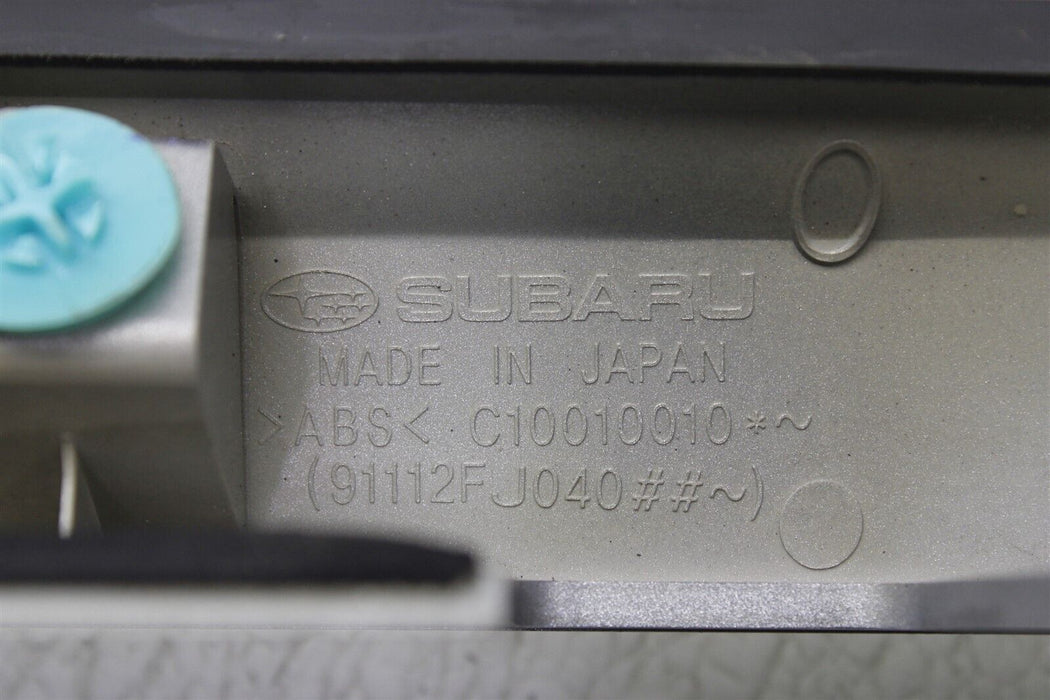 SUBARU
MADE IN JAPAN
>ABS< C10010010*~
(91112FJ040##~)